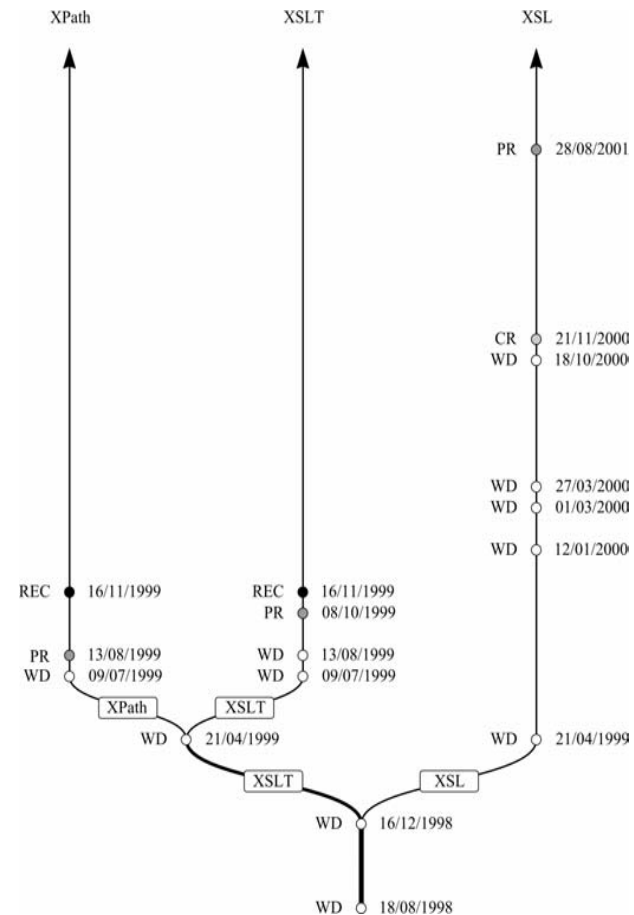 XPath XSLT XSL
PR 28/08/2001
CR 21/11/2000
WD 18/10/2000
WD 27/03/2000
WD 01/03/2000
WD 12/01/2000
REC 16/11/1999 REC 16/11/1999
PR 08/10/1999
PR 13/08/1999 WD 13/08/1999
WD 09/07/1999 WD 09/07/1999
XPath XSLT
WD 21/04/1999 WD 21/04/1999
XSLT XSL
WD 16/12/1998
WD 18/08/1998